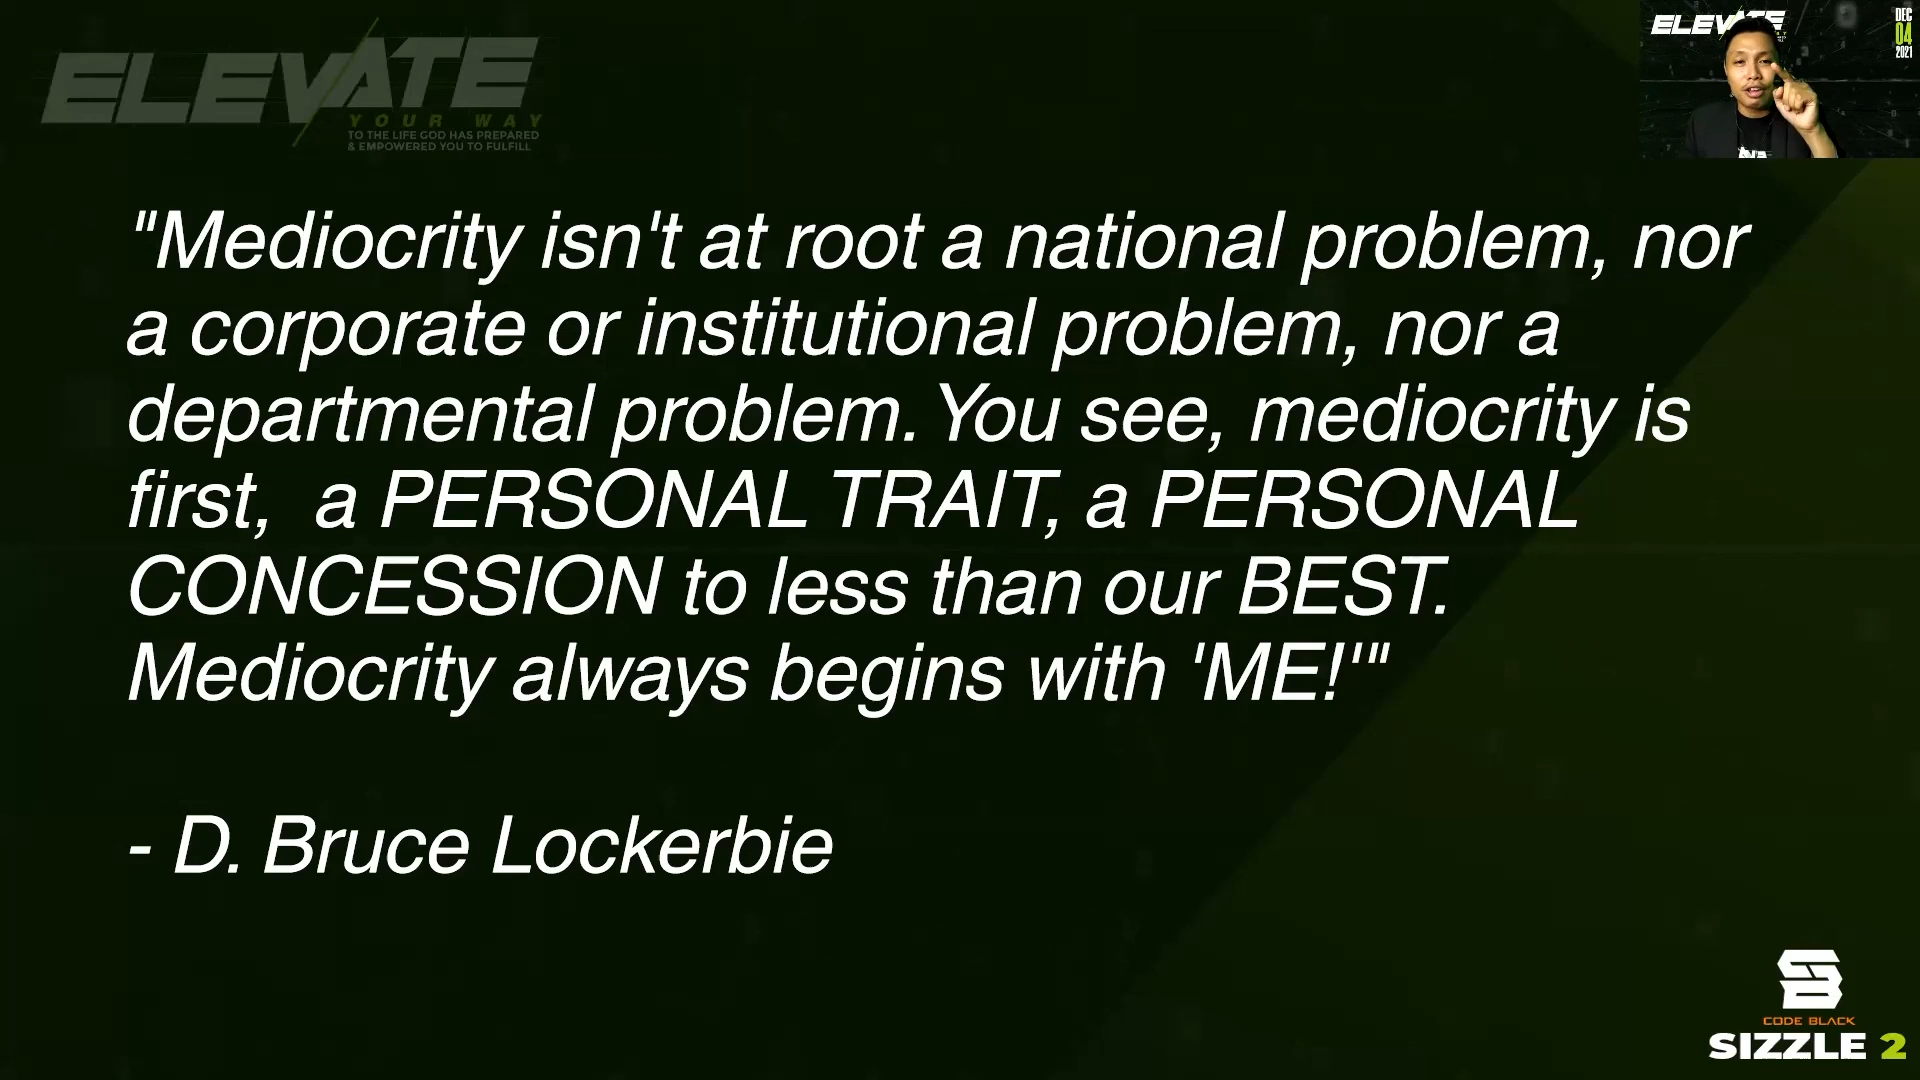 ELEVATE
YOUR WAY
TO THE LIFE GOD HAS PREPARED
& EMPOWERED YOU TO FULFILL
ELEVATE
DEC
04
2021
"Mediocrity isn't at root a national problem, nor
a corporate or institutional problem, nor a
departmental problem. You see, mediocrity is
first,  a PERSONAL TRAIT, a PERSONAL
CONCESSION to less than our BEST.
Mediocrity always begins with 'ME!'"
- D. Bruce Lockerbie
CODE BLACK
SIZZLE 2